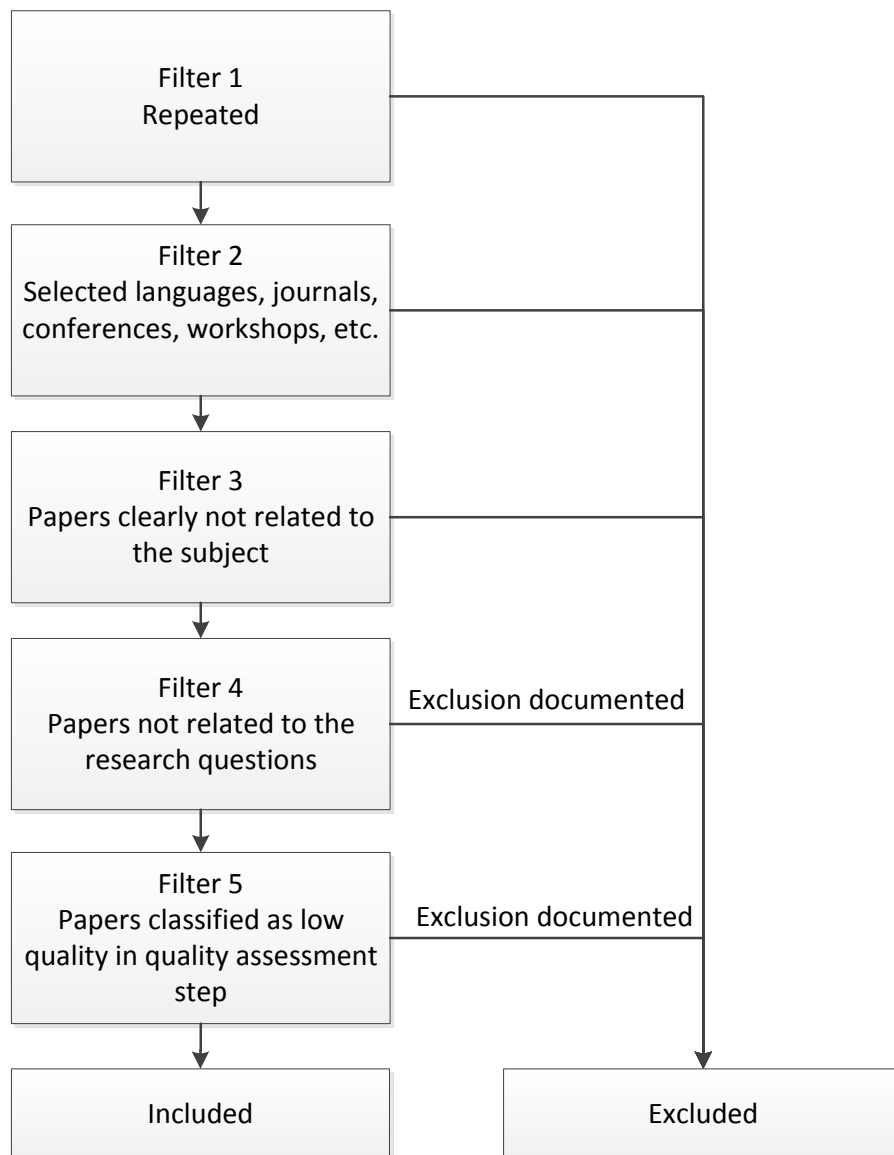 Filter 1
Repeated
Filter 2
Selected languages, journals,
conferences, workshops, etc.
Filter 3
Papers clearly not related to
the subject
Filter 4
Papers not related to the
research questions
Exclusion documented
Filter 5
Papers classified as low
quality in quality assessment
step
Exclusion documented
Included
Excluded